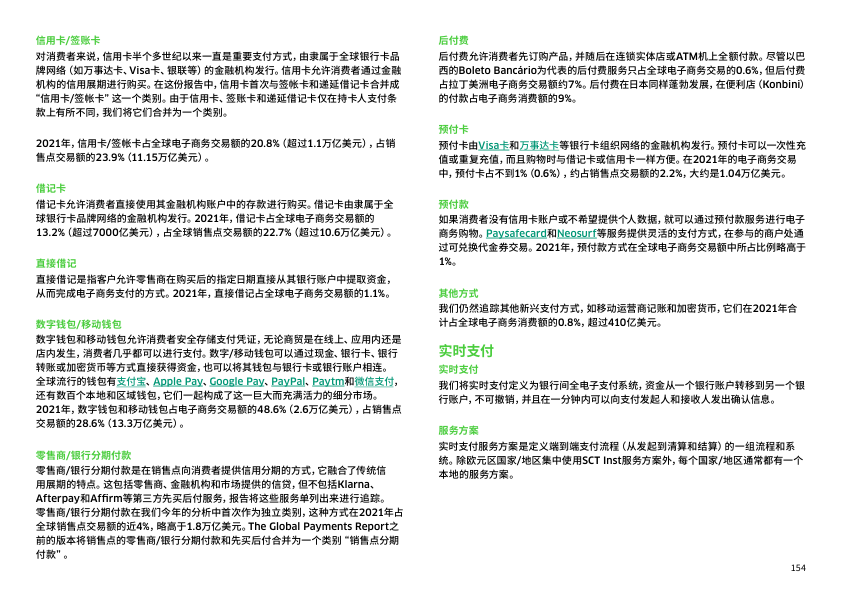 信用卡/签账卡
对消费者来说，信用卡半个多世纪以来一直是重要支付方式，由隶属于全球银行卡品
牌网络（如万事达卡、Visa卡、银联等）的金融机构发行。信用卡允许消费者通过金融
机构的信用展期进行购买。在这份报告中，信用卡首次与签帐卡和递延借记卡合并成
“信用卡/签帐卡” 这一个类别。由于信用卡、签账卡和递延借记卡仅在持卡人支付条
款上有所不同，我们将它们合并为一个类别。
2021年，信用卡/签帐卡占全球电子商务交易额的20.8%（超过1.1万亿美元），占销
售点交易额的23.9%（11.15万亿美元）。
借记卡
借记卡允许消费者直接使用其金融机构账户中的存款进行购买。借记卡由隶属于全
球银行卡品牌网络的金融机构发行。2021年，借记卡占全球电子商务交易额的
13.2%（超过7000亿美元），占全球销售点交易额的22.7%（超过10.6万亿美元）。
直接借记
直接借记是指客户允许零售商在购买后的指定日期直接从其银行账户中提取资金，
从而完成电子商务支付的方式。2021年，直接借记占全球电子商务交易额的1.1%。
数字钱包/移动钱包
数字钱包和移动钱包允许消费者安全存储支付凭证，无论商贸是在线上、应用内还是
店内发生，消费者几乎都可以进行支付。数字/移动钱包可以通过现金、银行卡、银行
转账或加密货币等方式直接获得资金，也可以将其钱包与银行卡或银行账户相连。
全球流行的钱包有支付宝、Apple Pay、Google Pay、PayPal、Paytm和微信支付，
还有数百个本地和区域钱包，它们一起构成了这一巨大而充满活力的细分市场。
2021年，数字钱包和移动钱包占电子商务交易额的48.6%（2.6万亿美元），占销售点
交易额的28.6%（13.3万亿美元）。
零售商/银行分期付款
零售商/银行分期付款是在销售点向消费者提供信用分期的方式，它融合了传统信
用展期的特点。这包括零售商、金融机构和市场提供的信贷，但不包括Klarna、
Afterpay和Affirm等第三方先买后付服务，报告将这些服务单列出来进行追踪。
零售商/银行分期付款在我们今年的分析中首次作为独立类别，这种方式在2021年占
全球销售点交易额的近4%，略高于1.8万亿美元。The Global Payments Report之
前的版本将销售点的零售商/银行分期付款和先买后付合并为一个类别 “销售点分期
付款” 。
后付费
后付费允许消费者先订购产品，并随后在连锁实体店或ATM机上全额付款。尽管以巴
西的Boleto Bancário为代表的后付费服务只占全球电子商务交易的0.6%，但后付费
占拉丁美洲电子商务交易额约7%。后付费在日本同样蓬勃发展，在便利店（Konbini）
的付款占电子商务消费额的9%。
预付卡
预付卡由Visa卡和万事达卡等银行卡组织网络的金融机构发行。预付卡可以一次性充
值或重复充值，而且购物时与借记卡或信用卡一样方便。在2021年的电子商务交易
中，预付卡占不到1%（0.6%），约占销售点交易额的2.2%，大约是1.04万亿美元。
预付款
如果消费者没有信用卡账户或不希望提供个人数据，就可以通过预付款服务进行电子
商务购物。Paysafecard和Neosurf等服务提供灵活的支付方式，在参与的商户处通
过可兑换代金券交易。2021年，预付款方式在全球电子商务交易额中所占比例略高于
1%。
其他方式
我们仍然追踪其他新兴支付方式，如移动运营商记账和加密货币，它们在2021年合
计占全球电子商务消费额的0.8%，超过410亿美元。
实时支付
实时支付
我们将实时支付定义为银行间全电子支付系统，资金从一个银行账户转移到另一个银
行账户，不可撤销，并且在一分钟内可以向支付发起人和接收人发出确认信息。
服务方案
实时支付服务方案是定义端到端支付流程（从发起到清算和结算）的一组流程和系
统。除欧元区国家/地区集中使用SCT Inst服务方案外，每个国家/地区通常都有一个
本地的服务方案。
154